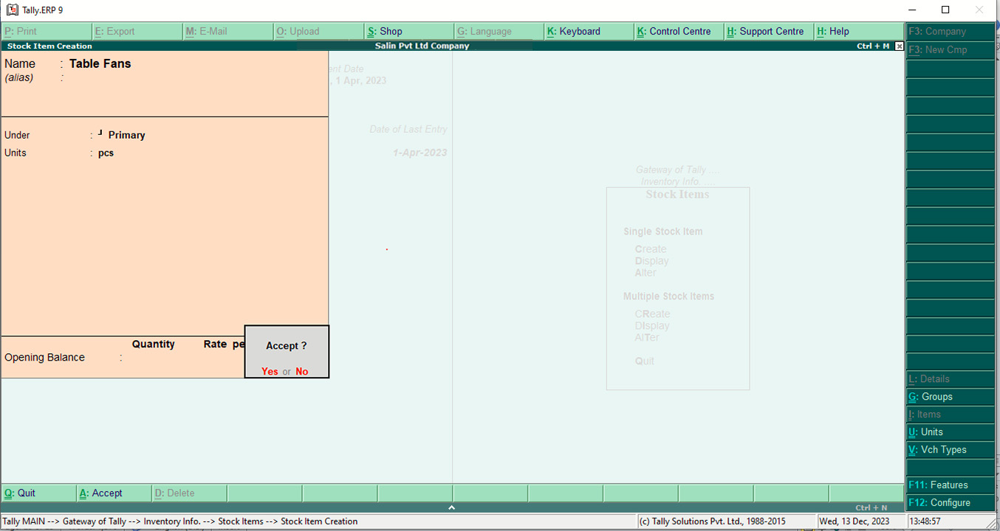 Tally.ERP 9
P: Print E: Export M: E-Mail O: Upload S: Shop G: Language K: Keyboard K: Control Centre H: Support Centre H: Help F3: Company
Stock Item Creation Salin Pvt Ltd Company Ctrl + M x
F3: New Cmp
Name : Table Fans
(alias) :
ent Date
, 1 Apr, 2023
Under : ┘ Primary
Units : pcs
Date of Last Entry
1-Apr-2023
Gateway of Tally ....
Inventory Info. ....
Stock Items
Single Stock Item
Create
Display
Alter
Multiple Stock Items
CReate
DIsplay
AlTer
Quit
Quantity Rate pe
Opening Balance :
Accept ?
Yes or No
L: Details
G: Groups
I: Items
U: Units
V: Vch Types
F11: Features
F12: Configure
Q: Quit A: Accept D: Delete
Ctrl + N
Tally MAIN --> Gateway of Tally --> Inventory Info. --> Stock Items --> Stock Item Creation (c) Tally Solutions Pvt. Ltd., 1988-2015 Wed, 13 Dec, 2023 13:48:57